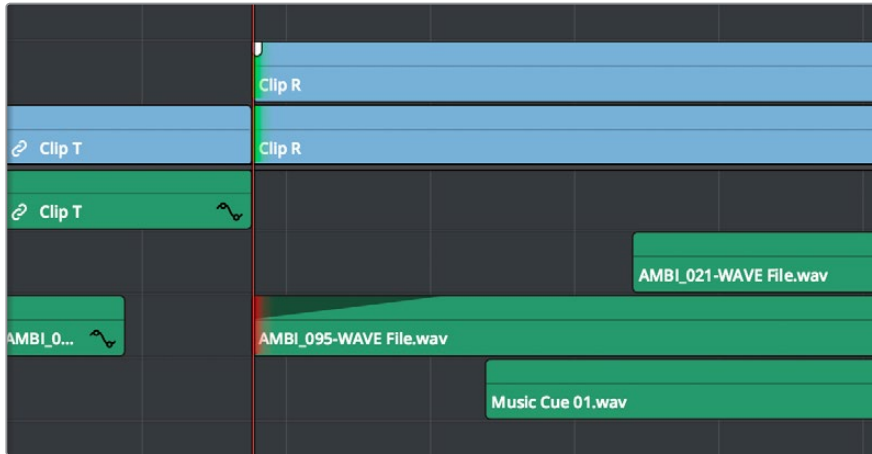 Clip R
Clip T
Clip R
Clip T
AMBI_021-WAVE File.wav
AMBI_0...
AMBI_095-WAVE File.wav
Music Cue 01.wav